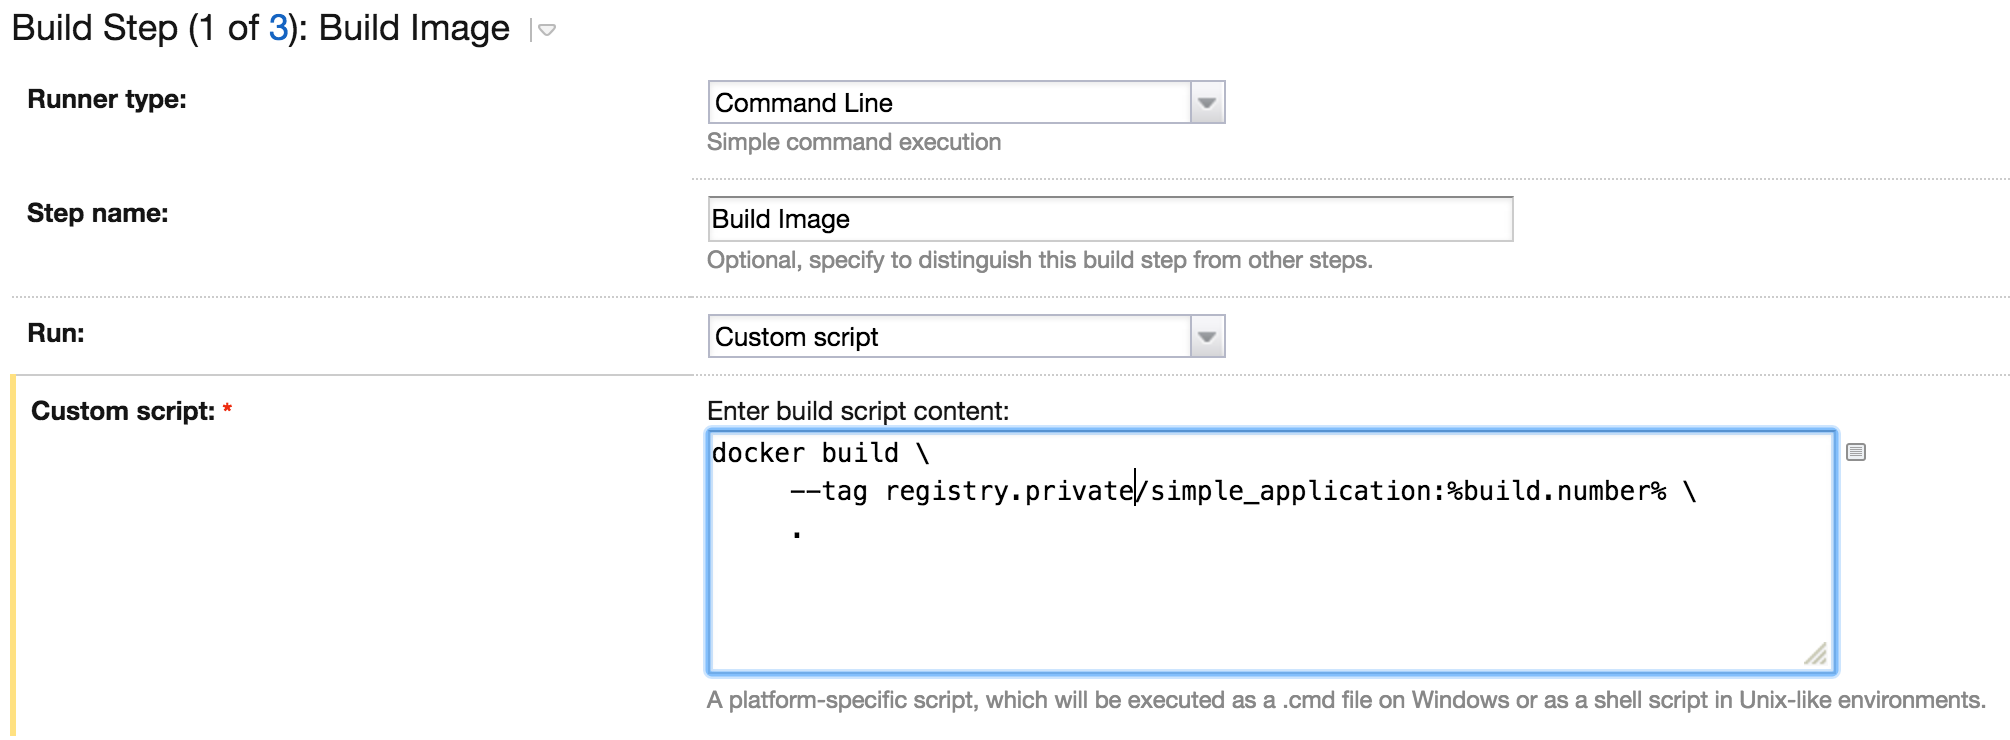 Build Step (1 of 3): Build Image
Runner type:
Command Line
Simple command execution
Step name:
Build Image
Optional, specify to distinguish this build step from other steps.
Run:
Custom script
Custom script: *
Enter build script content:
docker build \
--tag registry.private/simple_application:%build.number% \
.
A platform-specific script, which will be executed as a .cmd file on Windows or as a shell script in Unix-like environments.